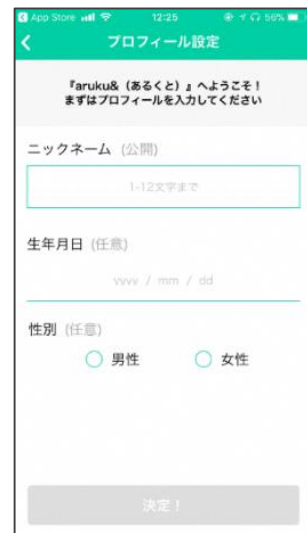 App Store 12:25 56%
プロフィール設定
『aruku&（あるくと）』へようこそ！
まずはプロフィールを入力してください
ニックネーム (公開)
1-12文字まで
生年月日 (任意)
yyyy / mm / dd
性別 (任意)
男性 女性
決定！